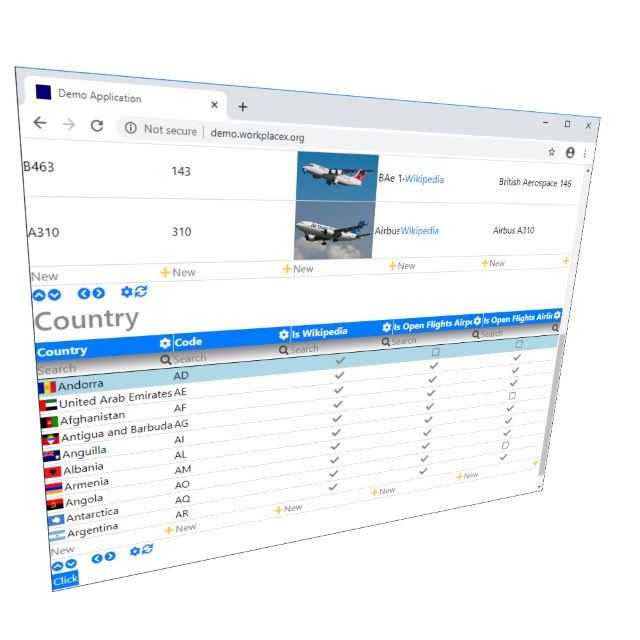 Demo Application
Not secure demo.workplacex.org
B463 143 BAe 1 Wikipedia British Aerospace 146
A310 310 Airbus Wikipedia Airbus A310
New New New New New
Country
Country Code Is Wikipedia Is Open Flights Airpo Is Open Flights Airli
Search Search Search Search Search
Andorra AD
United Arab Emirates AE
Afghanistan AF
Antigua and Barbuda AG
Anguilla AI
Albania AL
Armenia AM
Angola AO
Antarctica AQ
Argentina AR
New New New New New
Click